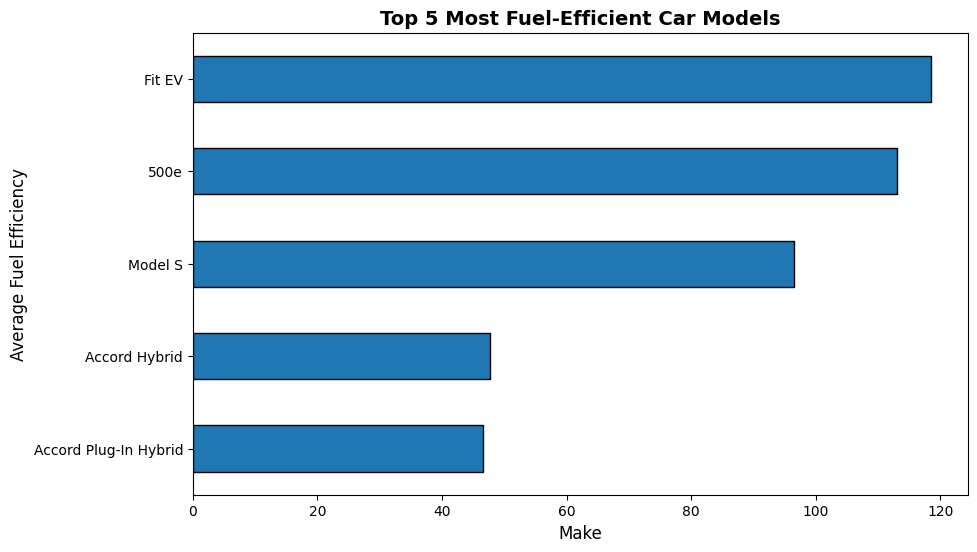 Top 5 Most Fuel-Efficient Car Models
Average Fuel Efficiency
Fit EV
500e
Model S
Accord Hybrid
Accord Plug-In Hybrid
0 20 40 60 80 100 120
Make